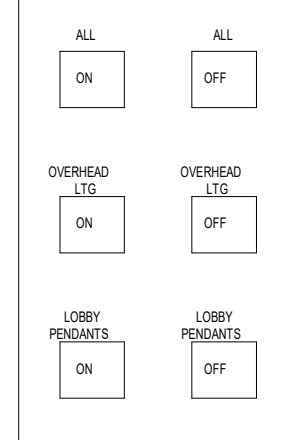 ALL ALL
ON OFF
OVERHEAD OVERHEAD
LTG LTG
ON OFF
LOBBY LOBBY
PENDANTS PENDANTS
ON OFF